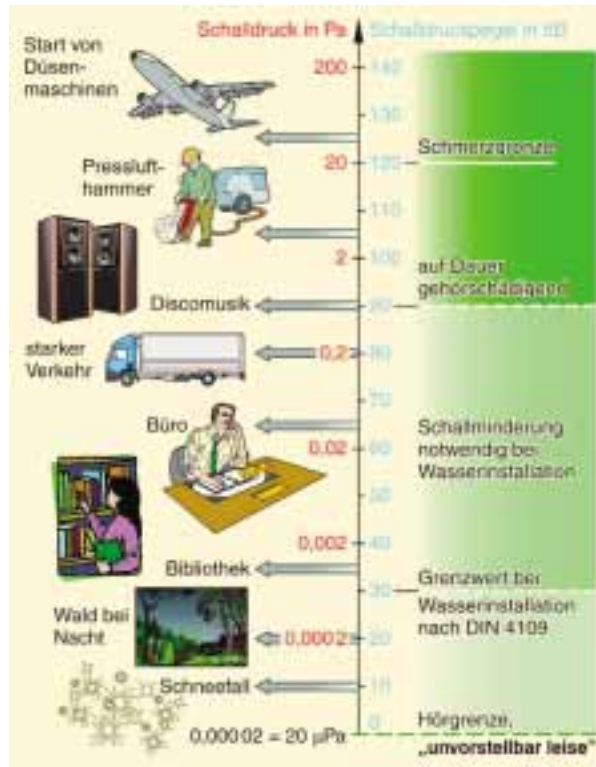 Schalldruck in Pa
Schalldruckpegel in dB
Start von
Düsen-
maschinen
200
140
130
Schmerzgrenze
20
120
Pressluft-
hammer
110
2
100
auf Dauer
gehörschädigend
Discomusik
90
starker
Verkehr
0,2
80
70
Büro
Schallminderung
notwendig bei
Wasserinstallation
0,02
60
50
0,002
40
Bibliothek
30
Grenzwert bei
Wasserinstallation
nach DIN 4109
Wald bei
Nacht
0,0002
20
Schneefall
10
0
Hörgrenze,
0,00002 = 20 µPa
„unvorstellbar leise“